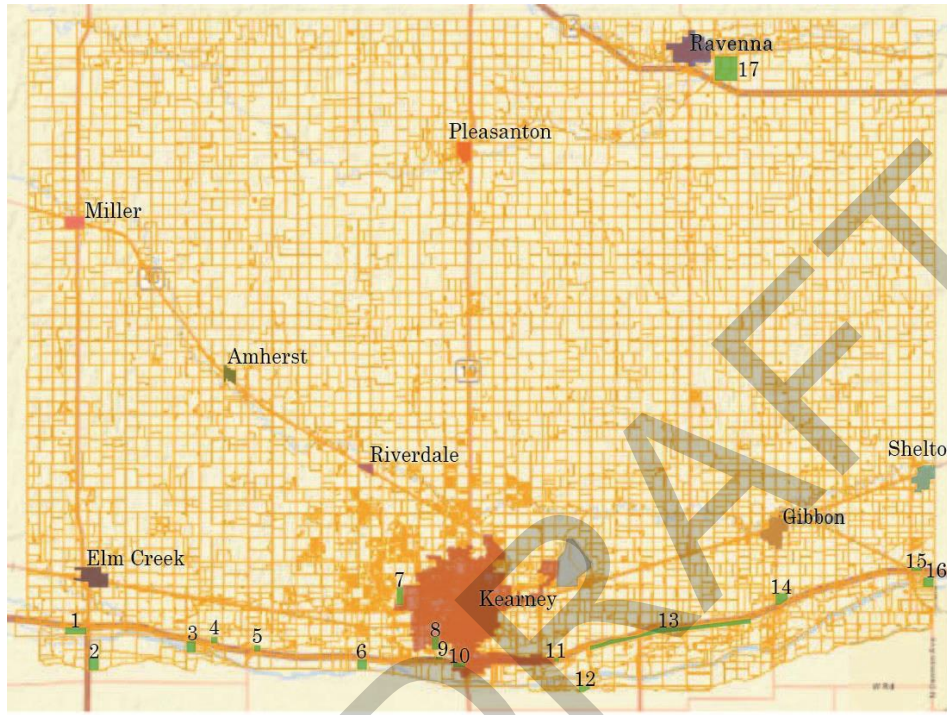 Ravenna
17
Pleasanton
Miller
Amherst
Riverdale
Shelto
Gibbon
Elm Creek
7
Kearney
15
16
14
1
2
3
4
5
6
8
9
10
11
12
13
DRAFT